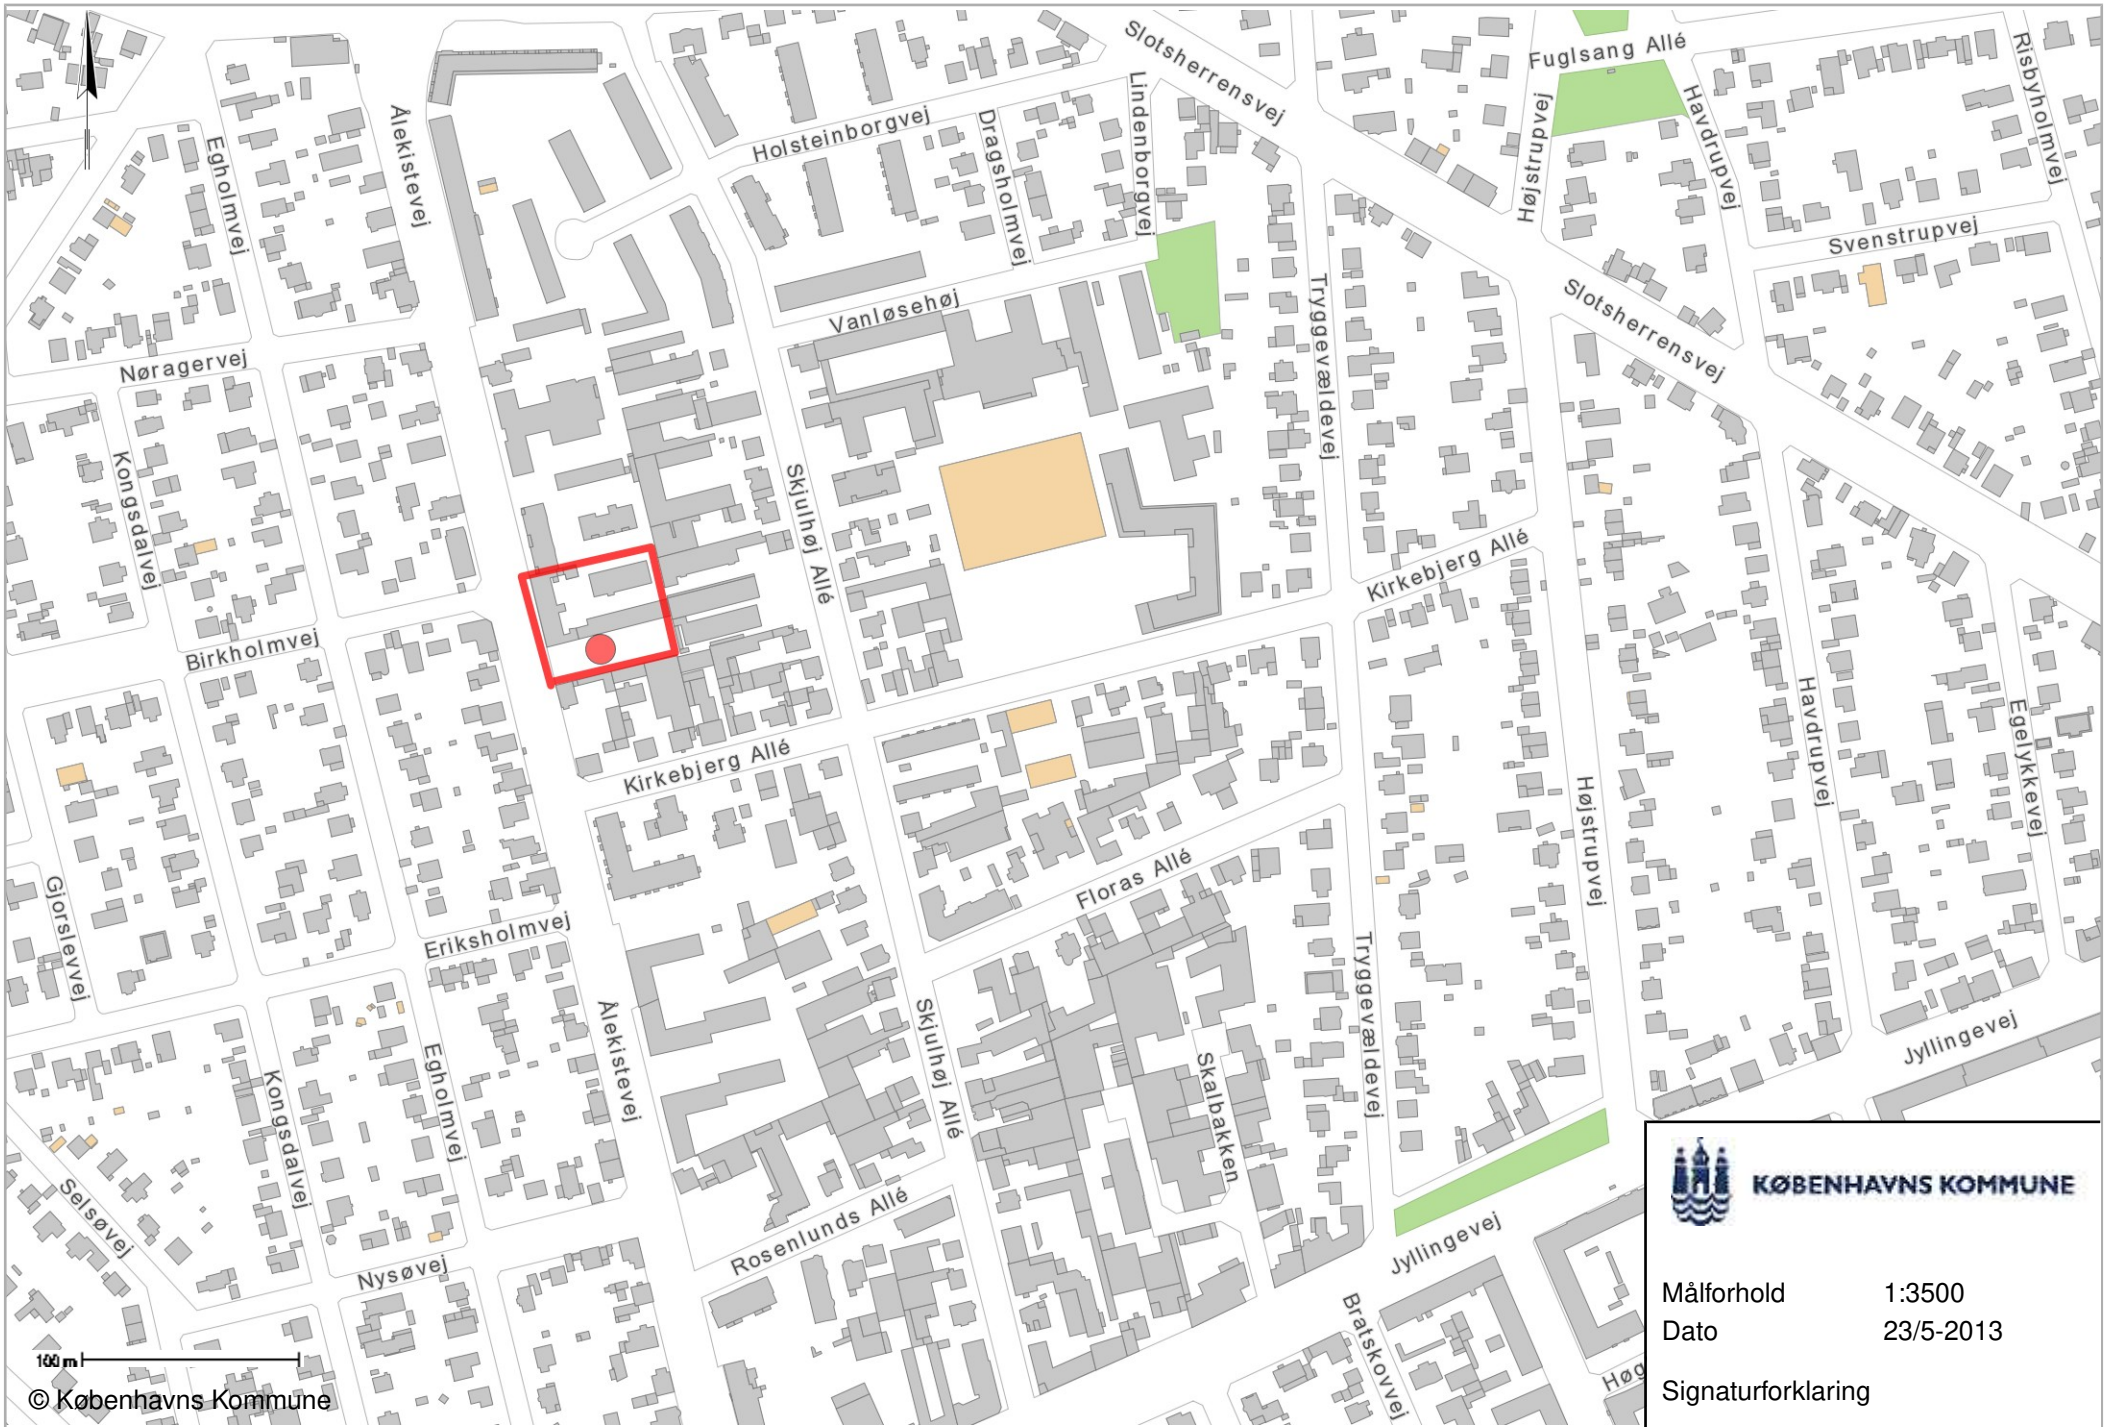 Slotsherrensvej
Fuglsang Allé
Risbyholmvej
Ålekistevej
Egholmvej
Holsteinborgvej
Dragsholmvej
Lindenborgvej
Højstrupvej
Havdrupvej
Svenstrupvej
Vanløsehøj
Tryggevældevej
Slotsherrensvej
Nøragervej
Kongsdalvej
Skjulhøj Allé
Kirkebjerg Allé
Birkholmvej
Kirkebjerg Allé
Højstrupvej
Havdrupvej
Egelykkevej
Gjorslevvej
Floras Allé
Eriksholmvej
Ålekistevej
Skjulhøj Allé
Tryggevældevej
Jyllingevej
Kongsdalvej
Egholmvej
Skalbakken
Selsøvej
Rosenlunds Allé
Nysøvej
Jyllingevej
Bratskovvej
Høg
100 m
© Københavns Kommune
KØBENHAVNS KOMMUNE
Målforhold 1:3500
Dato 23/5-2013
Signaturforklaring